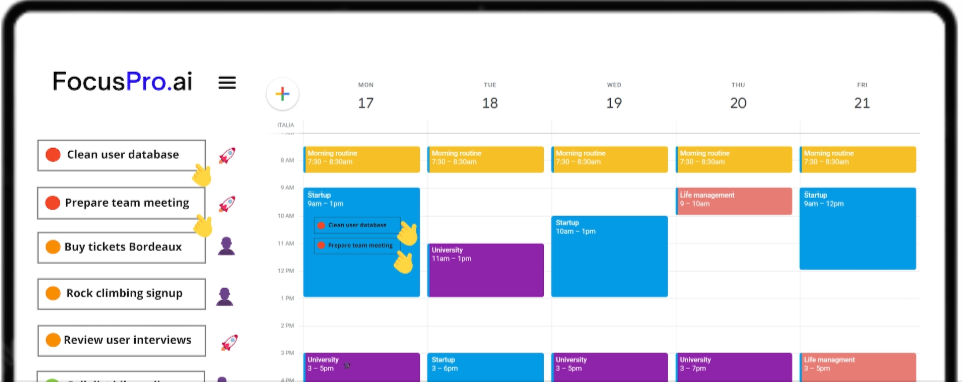 FocusPro.ai
Clean user database
Prepare team meeting
Buy tickets Bordeaux
Rock climbing signup
Review user interviews
MON
17
TUE
18
WED
19
THU
20
FRI
21
ITALIA
8 AM
9 AM
10 AM
11 AM
12 PM
1 PM
2 PM
3 PM
4 PM
Morning routine
7:30 – 8:30am
Startup
9am – 1pm
Clean user database
Prepare team meeting
University
3 – 5pm
Morning routine
7:30 – 8:30am
University
11am – 1pm
Startup
3 – 6pm
Morning routine
7:30 – 8:30am
Startup
10am – 1pm
University
3 – 5pm
Morning routine
7:30 – 8:30am
Life management
9 – 10am
University
3 – 7pm
Morning routine
7:30 – 8:30am
Startup
9am – 12pm
Life managment
3 – 5pm